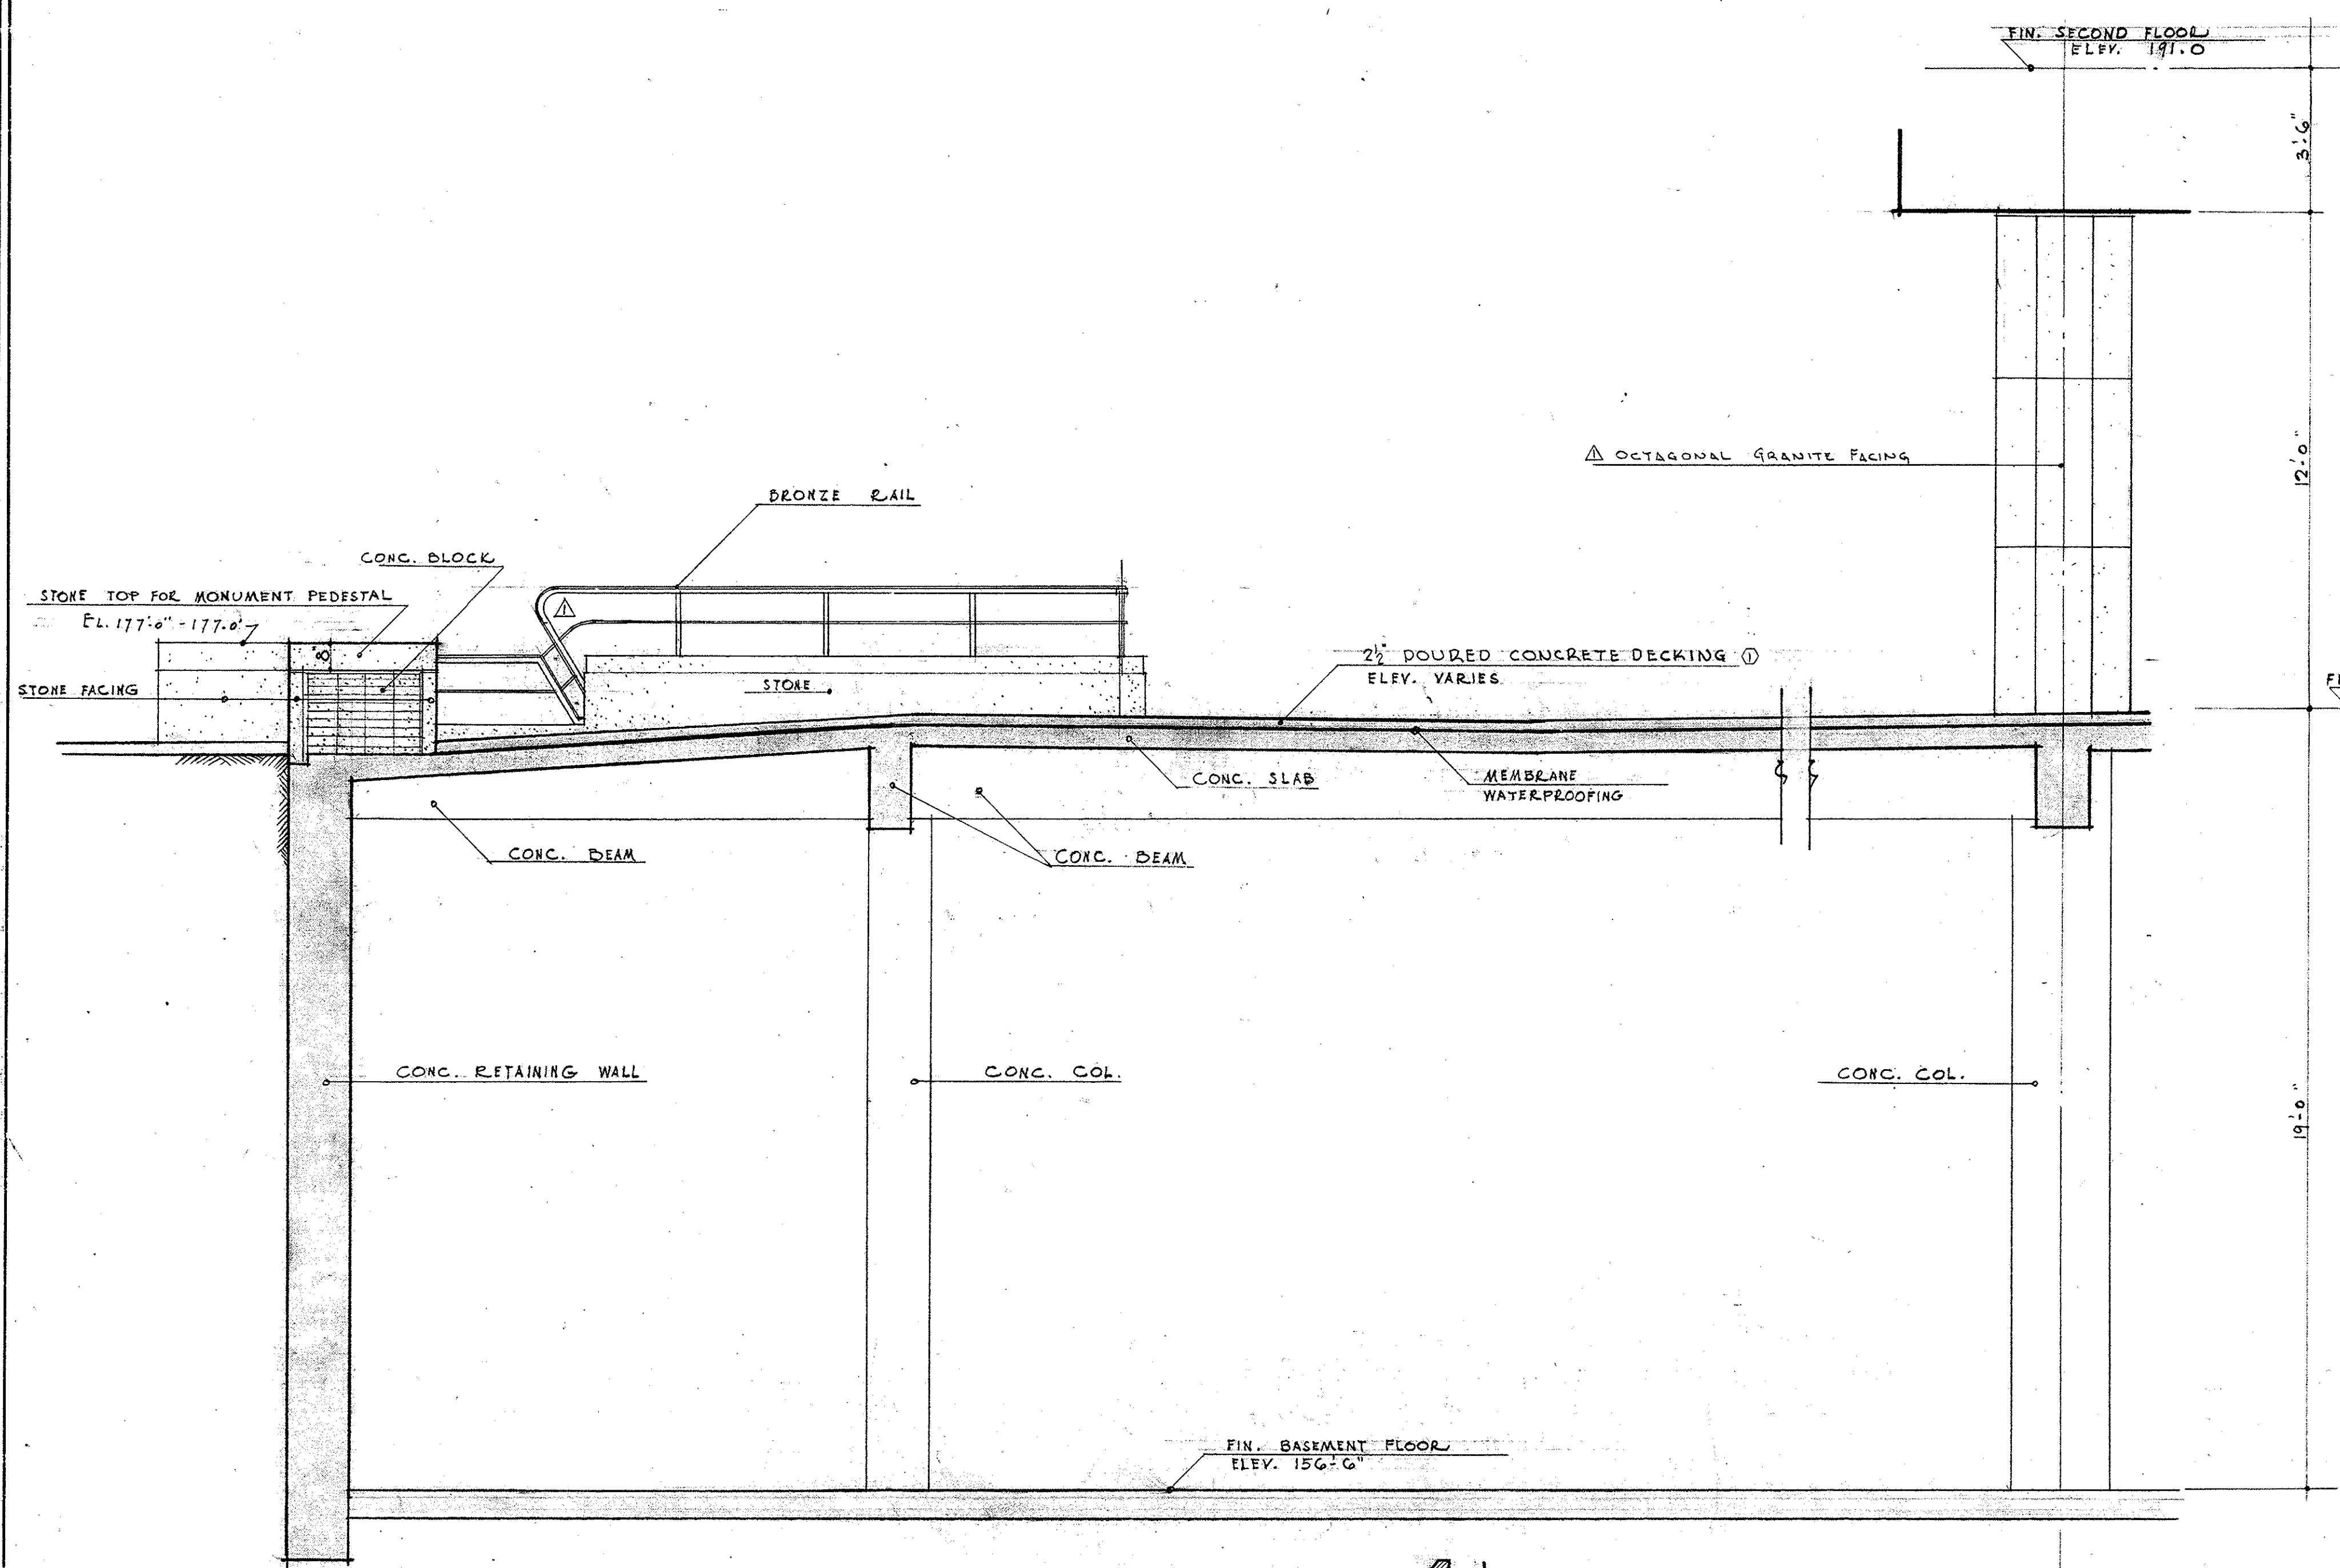 FIN. SECOND FLOOR
ELEV. 191.0
3'-6"
12'-0"
⚠ OCTAGONAL GRANITE FACING
BRONZE RAIL
CONC. BLOCK
STONE TOP FOR MONUMENT PEDESTAL
EL. 177'-0" - 177.0'
8"
1
STONE FACING
STONE
2½" POURED CONCRETE DECKING 1
ELEV. VARIES
CONC. SLAB
MEMBRANE
WATERPROOFING
CONC. BEAM
CONC. BEAM
CONC. RETAINING WALL
CONC. COL.
CONC. COL.
19'-0"
FIN. BASEMENT FLOOR
ELEV. 156'-6"